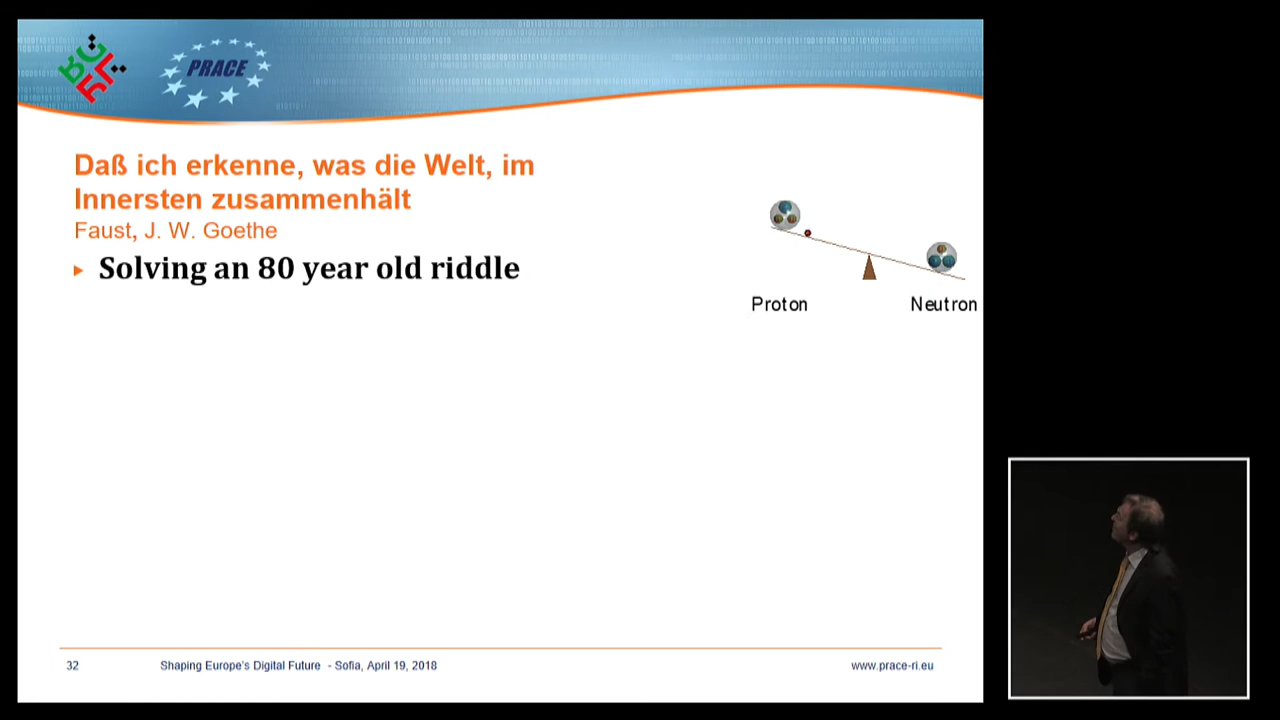 PRACE
Daß ich erkenne, was die Welt, im
Innersten zusammenhält
Faust, J. W. Goethe
Solving an 80 year old riddle
Proton
Neutron
32
Shaping Europe's Digital Future - Sofia, April 19, 2018
www.prace-ri.eu